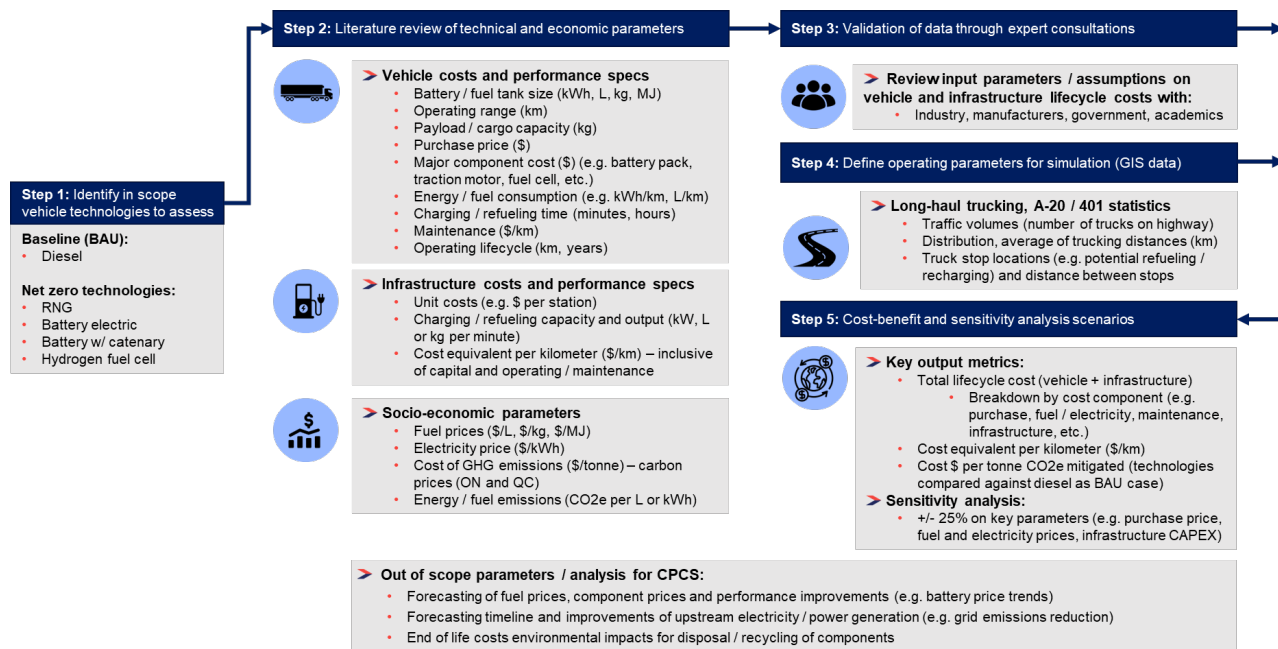 Step 1: Identify in scope
vehicle technologies to assess
Baseline (BAU):
• Diesel
Net zero technologies:
• RNG
• Battery electric
• Battery w/ catenary
• Hydrogen fuel cell
Step 2: Literature review of technical and economic parameters
Vehicle costs and performance specs
• Battery / fuel tank size (kWh, L, kg, MJ)
• Operating range (km)
• Payload / cargo capacity (kg)
• Purchase price ($)
• Major component cost ($) (e.g. battery pack,
traction motor, fuel cell, etc.)
• Energy / fuel consumption (e.g. kWh/km, L/km)
• Charging / refueling time (minutes, hours)
• Maintenance ($/km)
• Operating lifecycle (km, years)
Infrastructure costs and performance specs
• Unit costs (e.g. $ per station)
• Charging / refueling capacity and output (kW, L
or kg per minute)
• Cost equivalent per kilometer ($/km) – inclusive
of capital and operating / maintenance
$
Socio-economic parameters
• Fuel prices ($/L, $/kg, $/MJ)
• Electricity price ($/kWh)
• Cost of GHG emissions ($/tonne) – carbon
prices (ON and QC)
• Energy / fuel emissions (CO2e per L or kWh)
Step 3: Validation of data through expert consultations
Review input parameters / assumptions on
vehicle and infrastructure lifecycle costs with:
• Industry, manufacturers, government, academics
Step 4: Define operating parameters for simulation (GIS data)
Long-haul trucking, A-20 / 401 statistics
• Traffic volumes (number of trucks on highway)
• Distribution, average of trucking distances (km)
• Truck stop locations (e.g. potential refueling /
recharging) and distance between stops
Step 5: Cost-benefit and sensitivity analysis scenarios
$
$
Key output metrics:
• Total lifecycle cost (vehicle + infrastructure)
• Breakdown by cost component (e.g.
purchase, fuel / electricity, maintenance,
infrastructure, etc.)
• Cost equivalent per kilometer ($/km)
• Cost $ per tonne CO2e mitigated (technologies
compared against diesel as BAU case)
Sensitivity analysis:
• +/- 25% on key parameters (e.g. purchase price,
fuel and electricity prices, infrastructure CAPEX)
Out of scope parameters / analysis for CPCS:
• Forecasting of fuel prices, component prices and performance improvements (e.g. battery price trends)
• Forecasting timeline and improvements of upstream electricity / power generation (e.g. grid emissions reduction)
• End of life costs environmental impacts for disposal / recycling of components